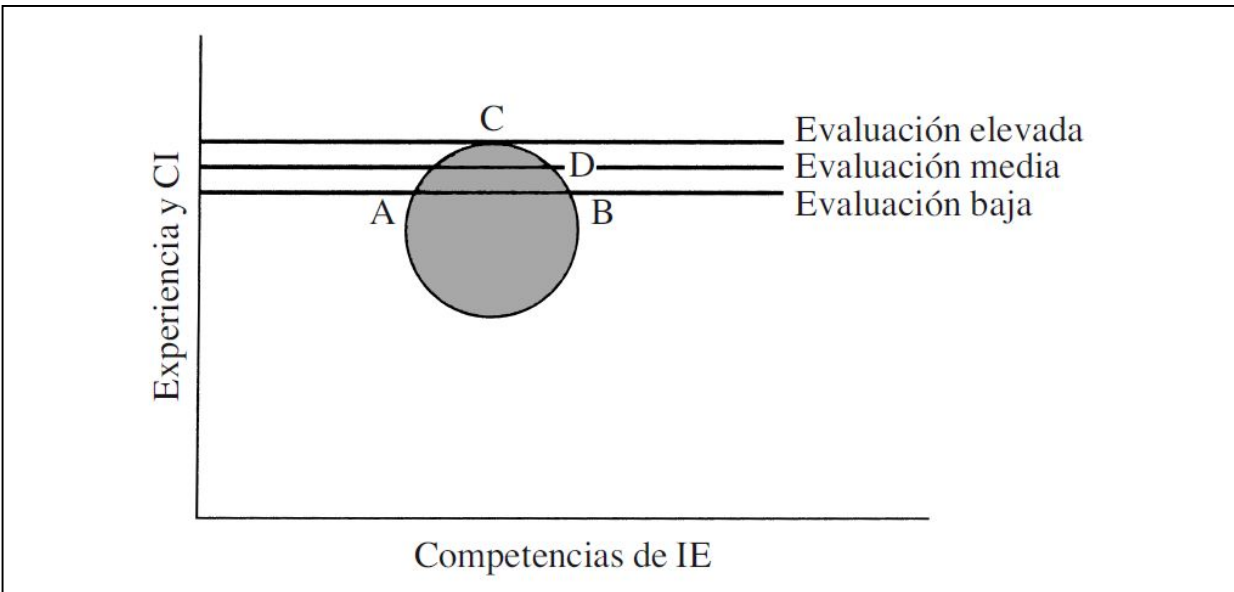 C
Evaluación elevada
D
Evaluación media
A
B
Evaluación baja
Experiencia y CI
Competencias de IE